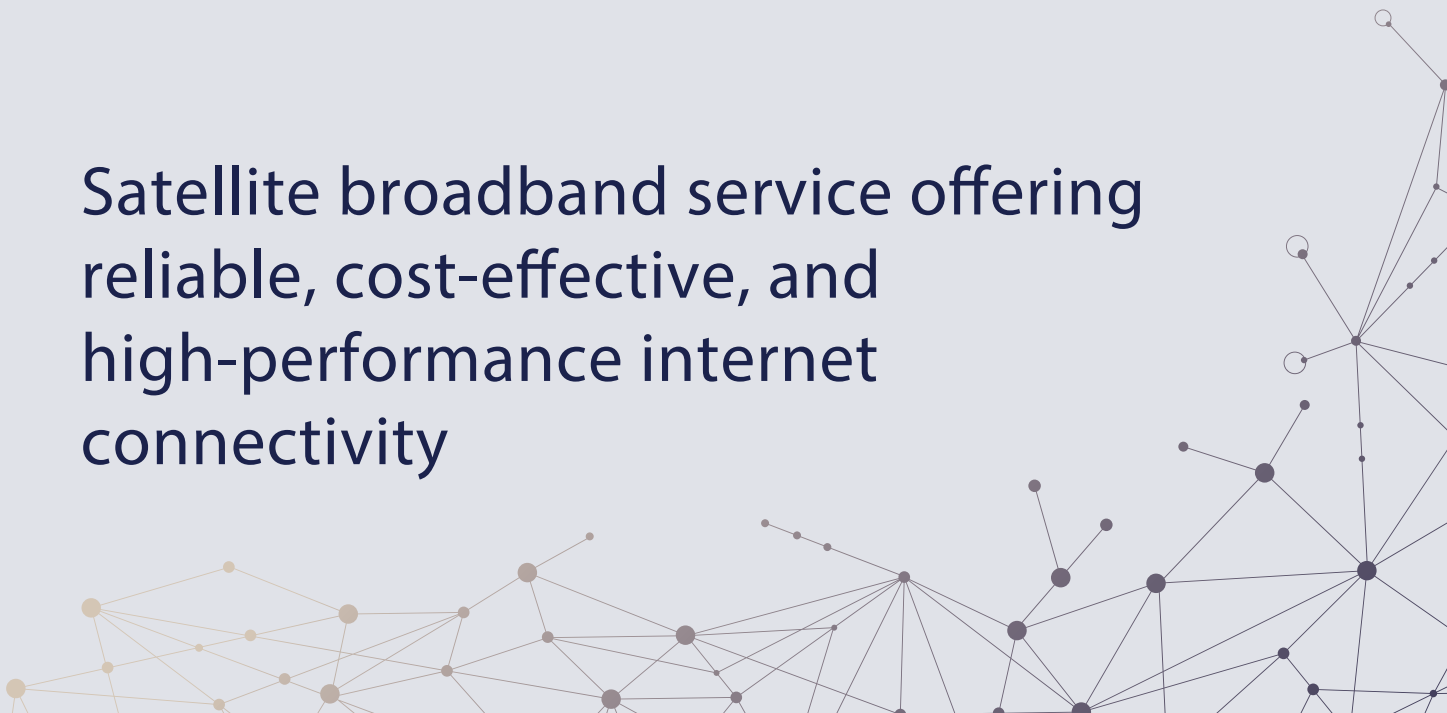 Satellite broadband service offering
reliable, cost-effective, and
high-performance internet
connectivity